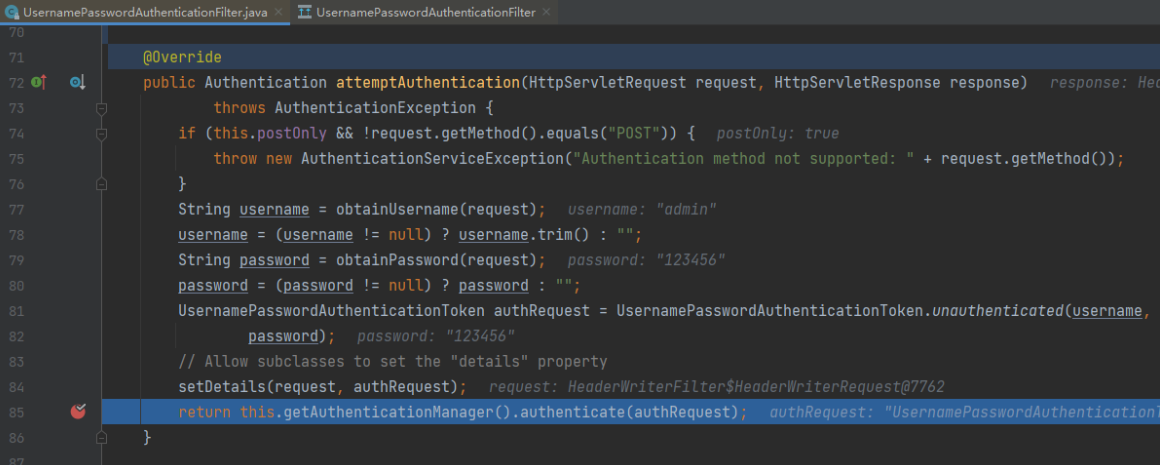 UsernamePasswordAuthenticationFilter.java × UsernamePasswordAuthenticationFilter ×
70
71 @Override
72 public Authentication attemptAuthentication(HttpServletRequest request, HttpServletResponse response) response: Hea
73 throws AuthenticationException {
74 if (this.postOnly && !request.getMethod().equals("POST")) { postOnly: true
75 throw new AuthenticationServiceException("Authentication method not supported: " + request.getMethod());
76 }
77 String username = obtainUsername(request); username: "admin"
78 username = (username != null) ? username.trim() : "";
79 String password = obtainPassword(request); password: "123456"
80 password = (password != null) ? password : "";
81 UsernamePasswordAuthenticationToken authRequest = UsernamePasswordAuthenticationToken.unauthenticated(username,
82 password); password: "123456"
83 // Allow subclasses to set the "details" property
84 setDetails(request, authRequest); request: HeaderWriterFilter$HeaderWriterRequest@7762
85 return this.getAuthenticationManager().authenticate(authRequest); authRequest: "UsernamePasswordAuthenticationT
86 }
87